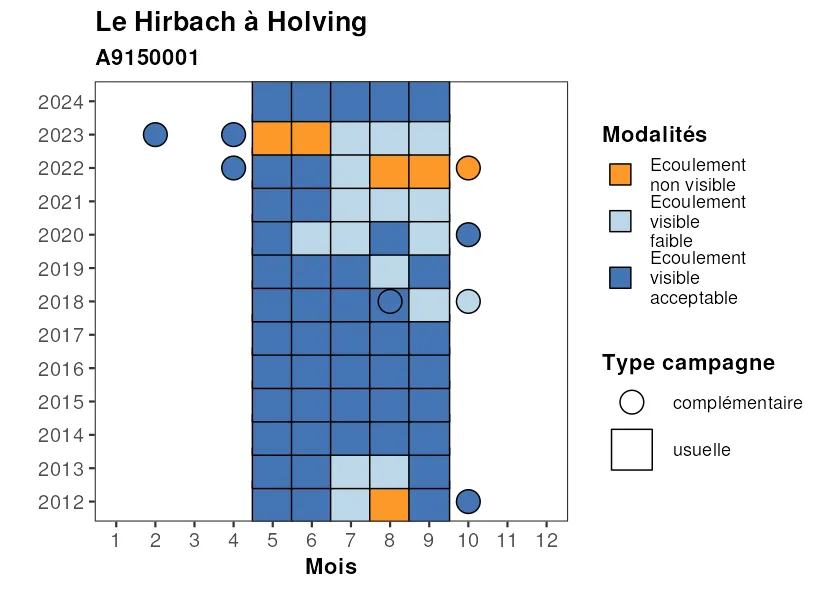 Le Hirbach à Holving
A9150001
2024
2023
2022
2021
2020
2019
2018
2017
2016
2015
2014
2013
2012
1 2 3 4 5 6 7 8 9 10 11 12
Mois
Modalités
Ecoulement
non visible
Ecoulement
visible
faible
Ecoulement
visible
acceptable
Type campagne
complémentaire
usuelle